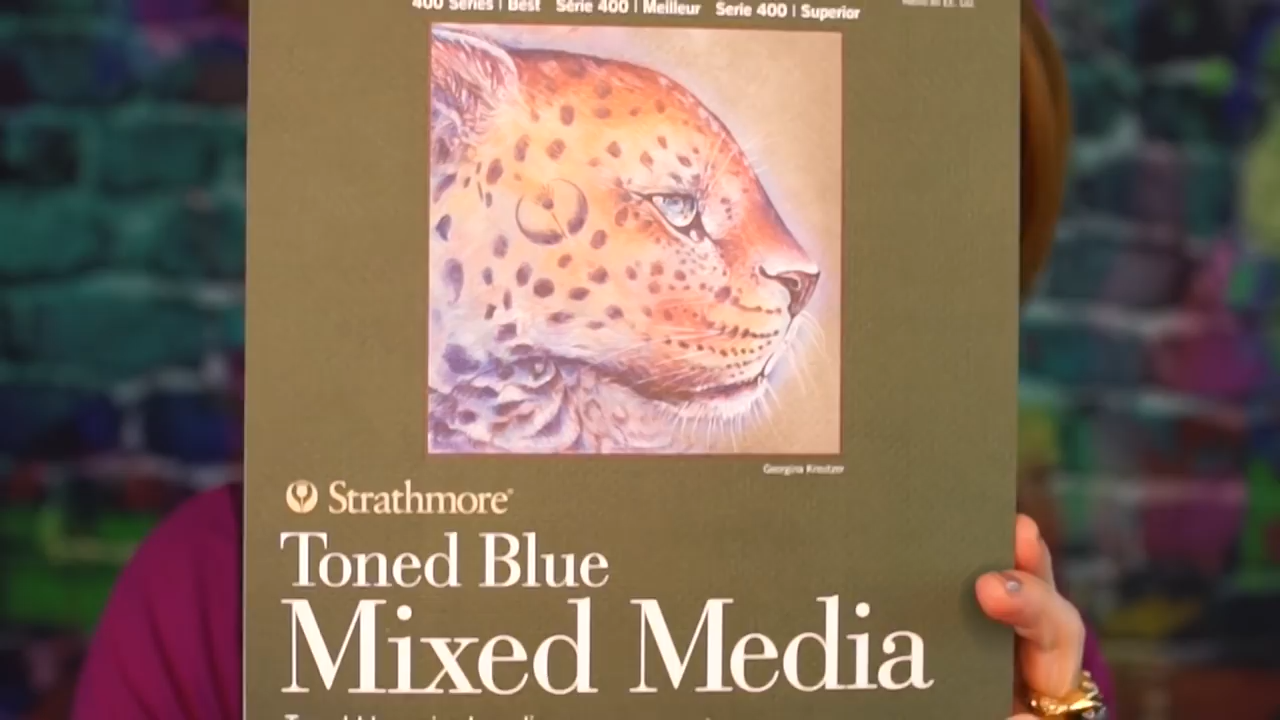 400 Series | Best Série 400 | Meilleur Serie 400 | Superior
Georgina Kreutzer
Strathmore®
Toned Blue
Mixed Media